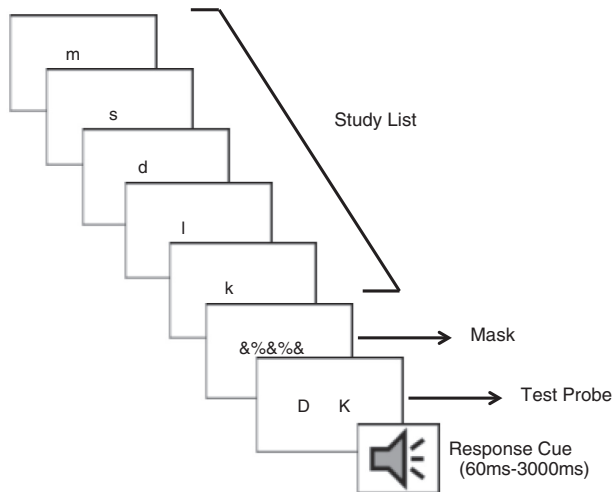 m
s
Study List
d
l
k
&%&%&
Mask
D K
Test Probe
Response Cue
(60ms-3000ms)